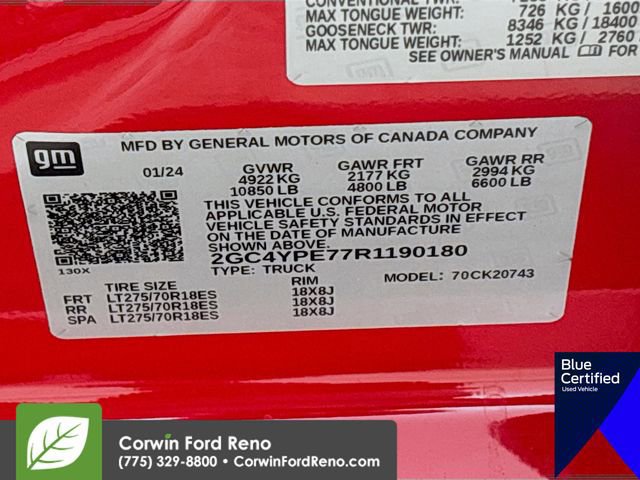 MAX TONGUE WEIGHT: 726 KG / 1600
GOOSENECK TWR: 8346 KG / 18400
MAX TONGUE WEIGHT: 1252 KG / 2760
SEE OWNER'S MANUAL FOR
gm
MFD BY GENERAL MOTORS OF CANADA COMPANY
01/24 GVWR GAWR FRT GAWR RR
4922 KG 2177 KG 2994 KG
10850 LB 4800 LB 6600 LB
THIS VEHICLE CONFORMS TO ALL
APPLICABLE U.S. FEDERAL MOTOR
VEHICLE SAFETY STANDARDS IN EFFECT
ON THE DATE OF MANUFACTURE
SHOWN ABOVE.
2GC4YPE77R1190180
130X
TYPE: TRUCK MODEL: 70CK20743
TIRE SIZE RIM
FRT LT275/70R18ES 18X8J
RR LT275/70R18ES 18X8J
SPA LT275/70R18ES 18X8J
Blue
Certified
Used Vehicle
Corwin Ford Reno
(775) 329-8800 • CorwinFordReno.com